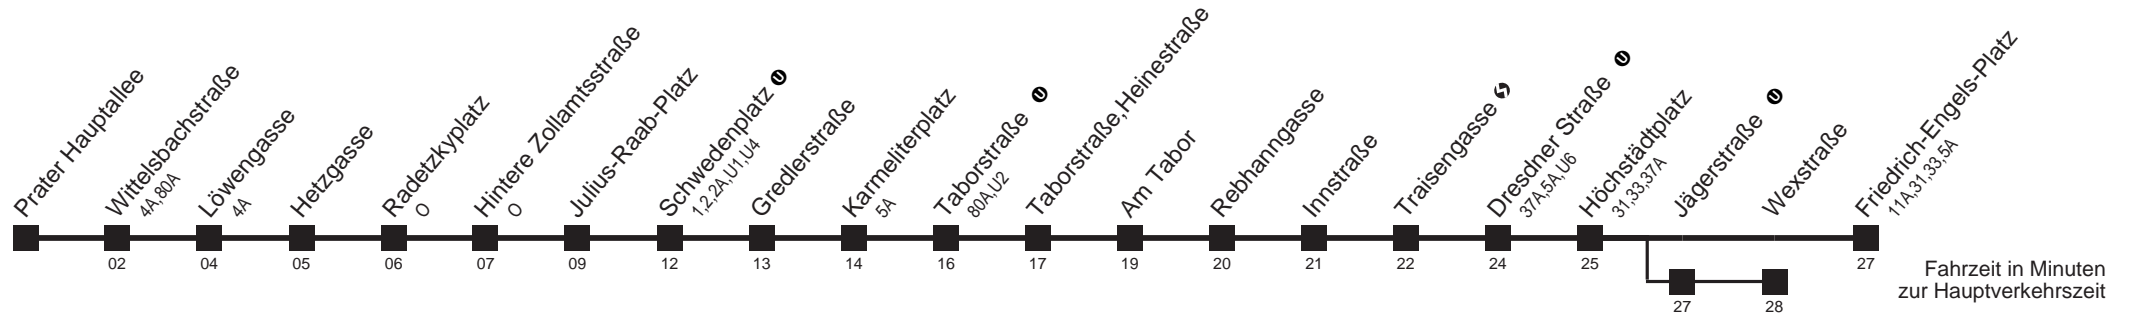 Prater Hauptallee
Wittelsbachstraße
4A,80A
Löwengasse
4A
Hetzgasse
Radetzkyplatz
O
Hintere Zollamtsstraße
O
Julius-Raab-Platz
Schwedenplatz U
1,2,2A,U1,U4
Gredlerstraße
Karmeliterplatz
5A
Taborstraße U
80A,U2
Taborstraße,Heinestraße
Am Tabor
Rebhanngasse
Innstraße
Traisengasse
Dresdner Straße U
37A,5A,U6
Höchstädtplatz
31,33,37A
Jägerstraße U
Wexstraße
Friedrich-Engels-Platz
11A,31,33,5A
02 04 05 06 07 09 12 13 14 16 17 19 20 21 22 24 25 27
27 28
Fahrzeit in Minuten
zur Hauptverkehrszeit